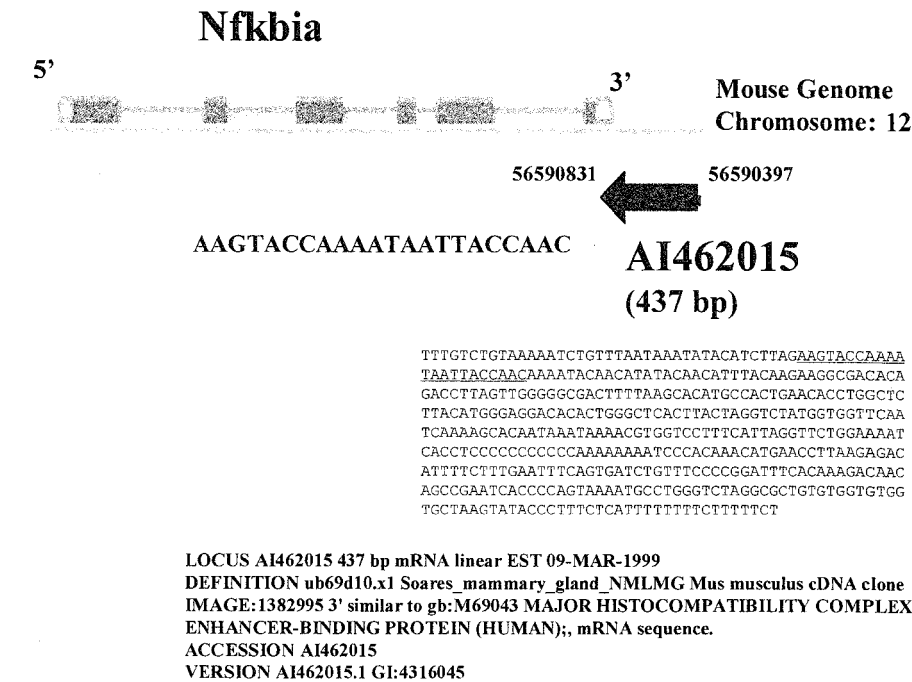 Nfkbia
5’
3’
Mouse Genome
Chromosome: 12
56590831
56590397
AAGTACCAAAATAATTACCAAC
AI462015
(437 bp)
TTTGTCTGTAAAAATCTGTTTAATAAATATACATCTTAGAAGTACCAAAA
TAATTACCAACAAAATACAACATATACAACATTTACAAGAAGGCGACACA
GACCTTAGTTGGGGGCGACTTTTAAGCACATGCCACTGAACACCTGGCTC
TTACATGGGAGGACACACTGGGCTCACTTACTAGGTCTATGGTGGTTCAA
TCAAAAGCACAATAAATAAAACGTGGTCCTTTCATTAGGTTCTGGAAAAT
CACCTCCCCCCCCCCCAAAAAAAATCCCACAAACATGAACCTTAAGAGAC
ATTTTCTTTGAATTTCAGTGATCTGTTTCCCCGGATTTCACAAAGACAAC
AGCCGAATCACCCCAGTAAAATGCCTGGGTCTAGGCGCTGTGTGGTGTGG
TGCTAAGTATACCCTTTCTCATTTTTTTTTCTTTTTCT
LOCUS AI462015 437 bp mRNA linear EST 09-MAR-1999
DEFINITION ub69d10.x1 Soares_mammary_gland_NMLMG Mus musculus cDNA clone
IMAGE:1382995 3' similar to gb:M69043 MAJOR HISTOCOMPATIBILITY COMPLEX
ENHANCER-BINDING PROTEIN (HUMAN);, mRNA sequence.
ACCESSION AI462015
VERSION AI462015.1 GI:4316045